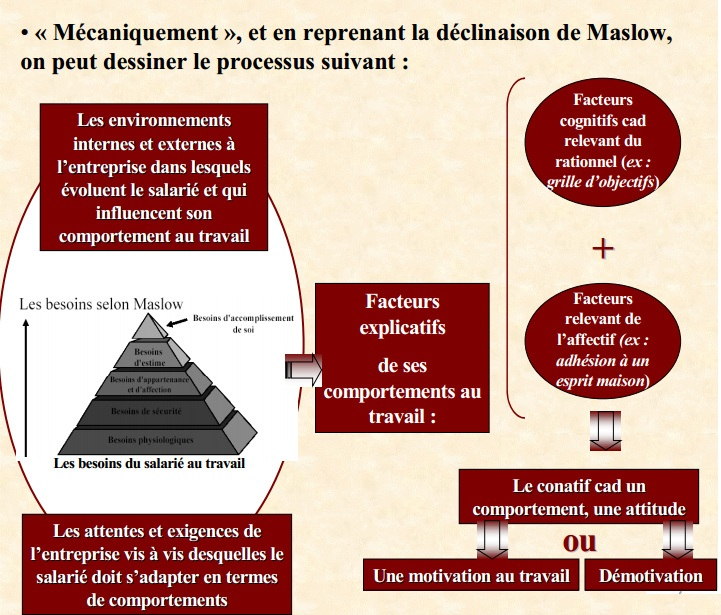 • « Mécaniquement », et en reprenant la déclinaison de Maslow,
on peut dessiner le processus suivant :
Les environnements
internes et externes à
l’entreprise dans lesquels
évoluent le salarié et qui
influencent son
comportement au travail
Les besoins selon Maslow
Besoins d'accomplissement
de soi
Besoins
d'estime
Besoins d'appartenance
et d'affection
Besoins de sécurité
Besoins physiologiques
Les besoins du salarié au travail
Les attentes et exigences de
l’entreprise vis à vis desquelles le
salarié doit s’adapter en termes
de comportements
Facteurs
explicatifs
de ses
comportements au
travail :
Facteurs
cognitifs cad
relevant du
rationnel (ex :
grille d’objectifs)
+
Facteurs
relevant de
l’affectif (ex :
adhésion à un
esprit maison)
Le conatif cad un
comportement, une attitude
ou
Une motivation au travail
Démotivation